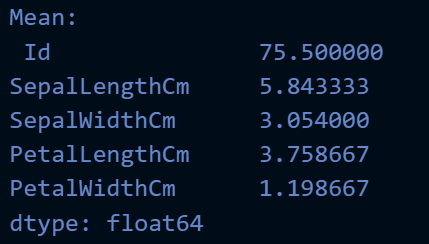 Mean:
 Id               75.500000
SepalLengthCm     5.843333
SepalWidthCm      3.054000
PetalLengthCm     3.758667
PetalWidthCm      1.198667
dtype: float64